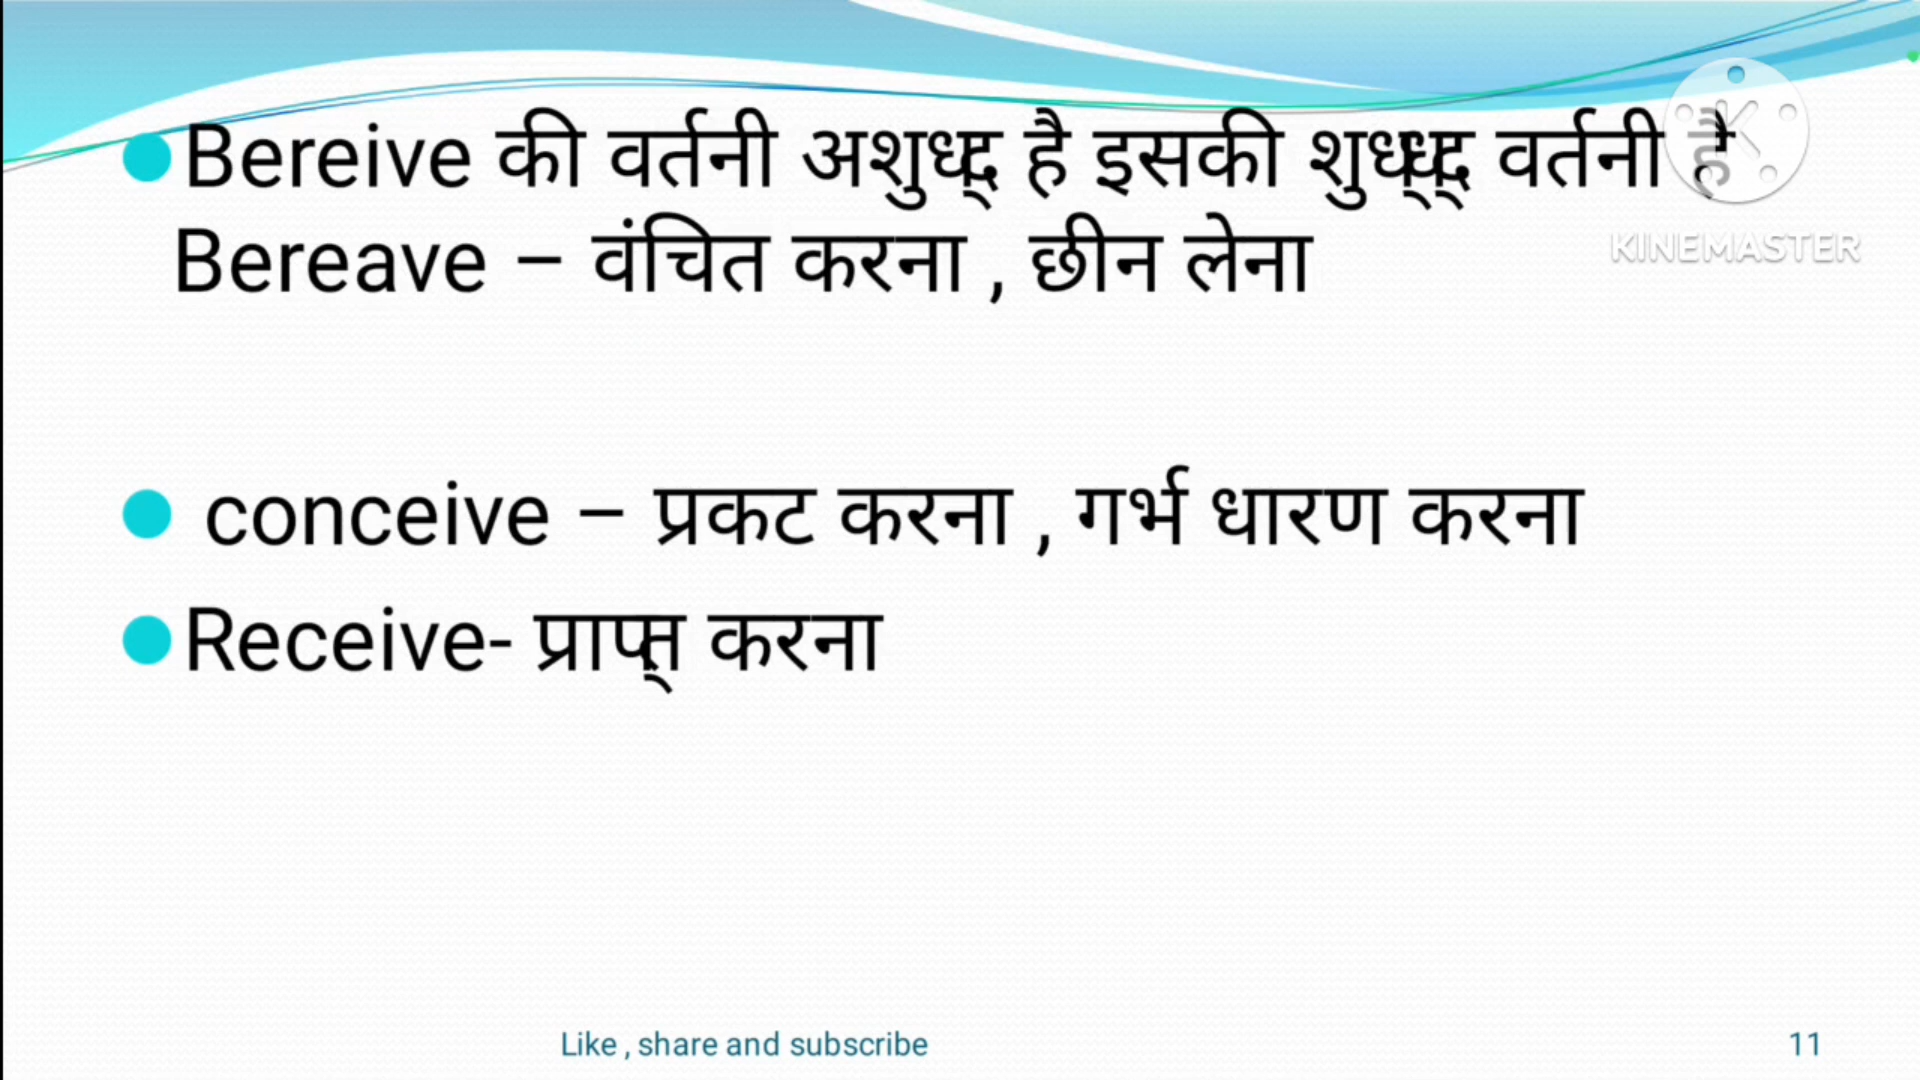 Bereive की वर्तनी अशुध्द है इसकी शुध्ध्द वर्तनी है
KINEMASTER
Bereave – वंचित करना , छीन लेना
conceive – प्रकट करना , गर्भ धारण करना
Receive- प्राप्त करना
Like , share and subscribe
11